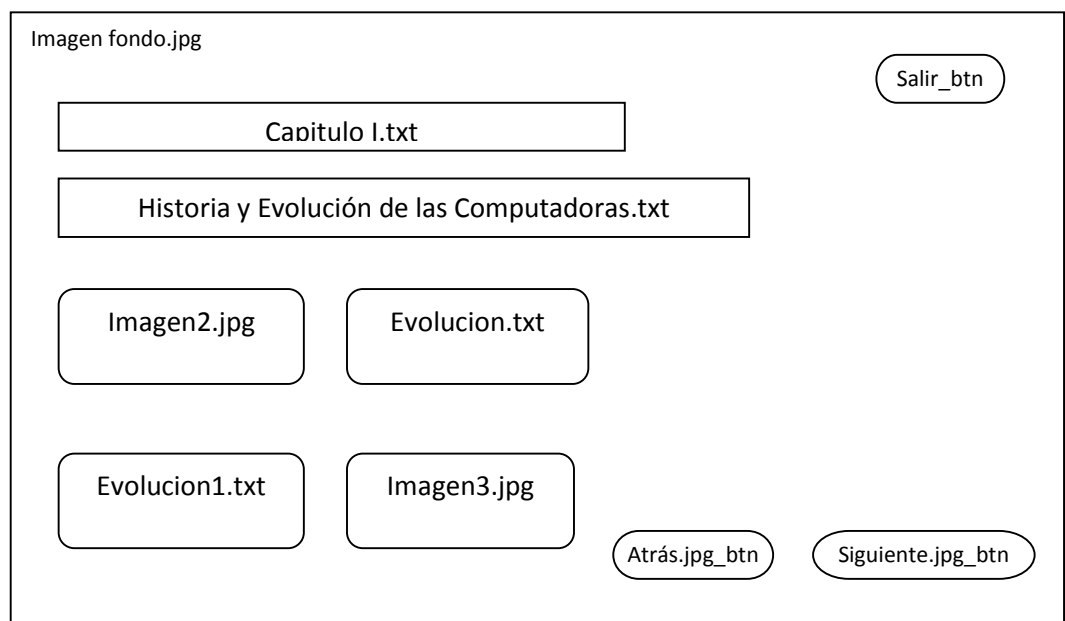 Imagen fondo.jpg
Salir_btn
Capitulo I.txt
Historia y Evolución de las Computadoras.txt
Imagen2.jpg
Evolucion.txt
Evolucion1.txt
Imagen3.jpg
Atrás.jpg_btn
Siguiente.jpg_btn